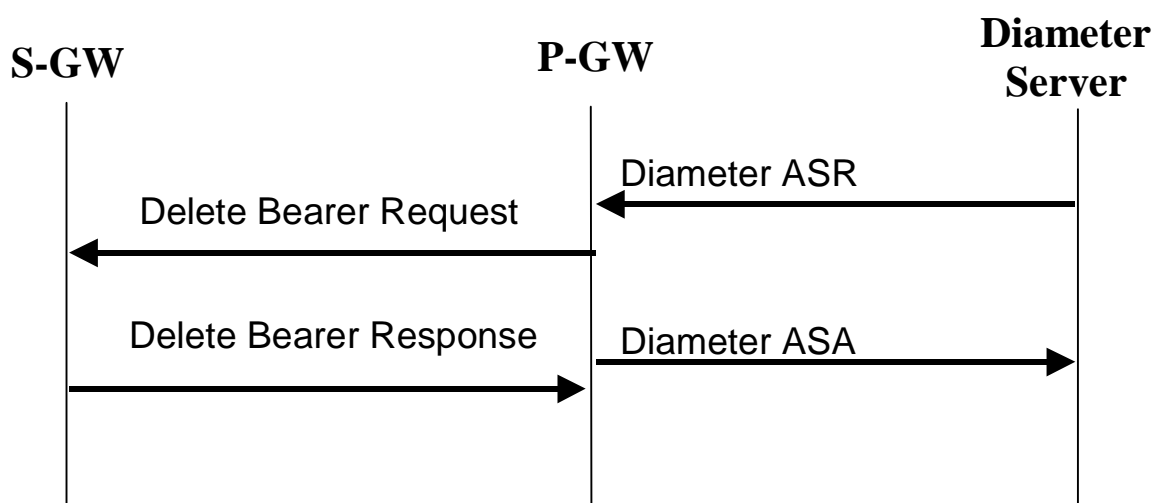 S-GW
P-GW
Diameter
Server
Diameter ASR
Delete Bearer Request
Delete Bearer Response
Diameter ASA